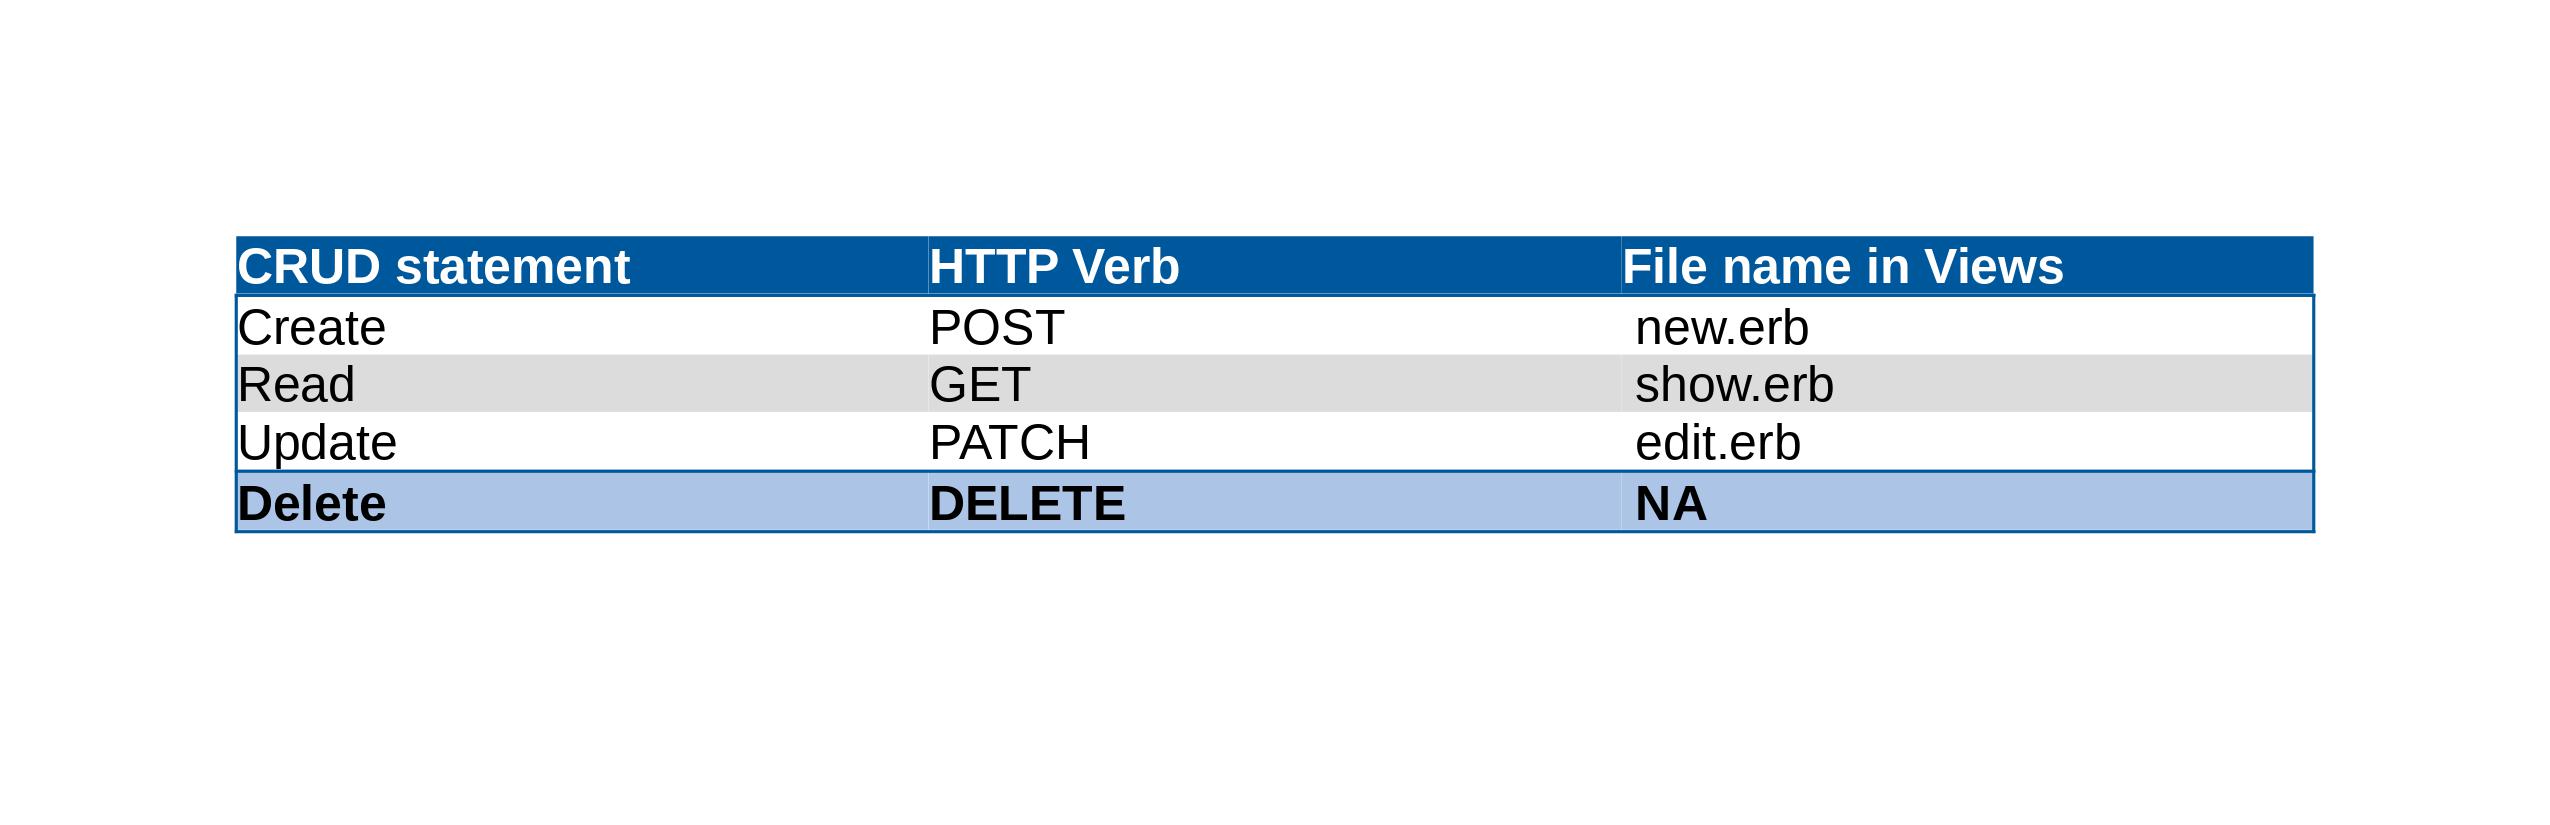 CRUD statement HTTP Verb File name in Views
Create POST new.erb
Read GET show.erb
Update PATCH edit.erb
Delete DELETE NA